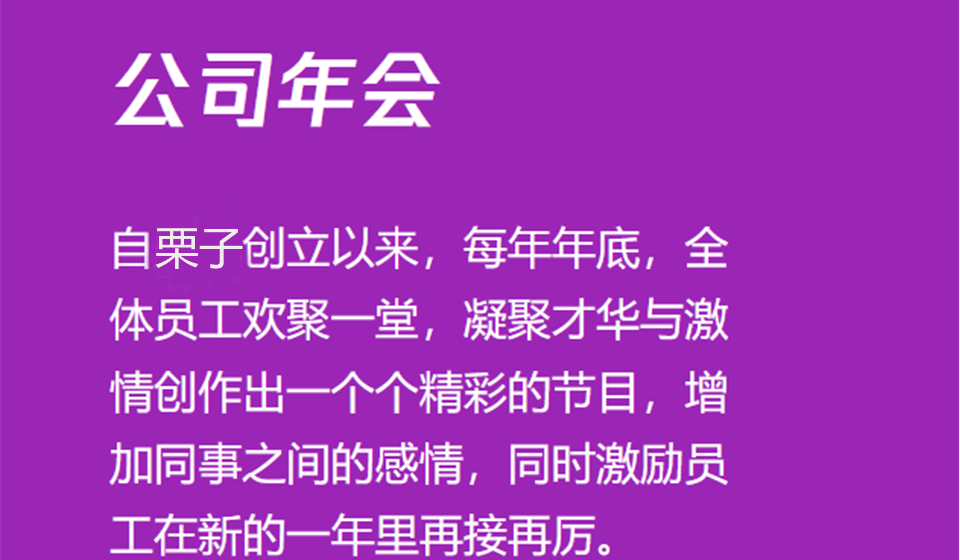 公司年会
自栗子创立以来，每年年底，全
体员工欢聚一堂，凝聚才华与激
情创作出一个个精彩的节目，增
加同事之间的感情，同时激励员
工在新的一年里再接再厉。